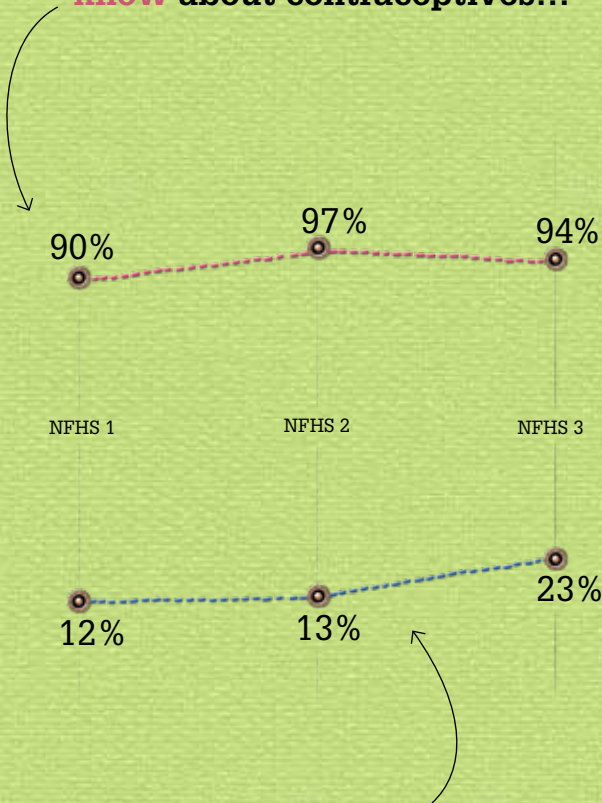 know about contraceptives...
97%
94%
90%
NFHS 1
NFHS 2
NFHS 3
23%
12%
13%